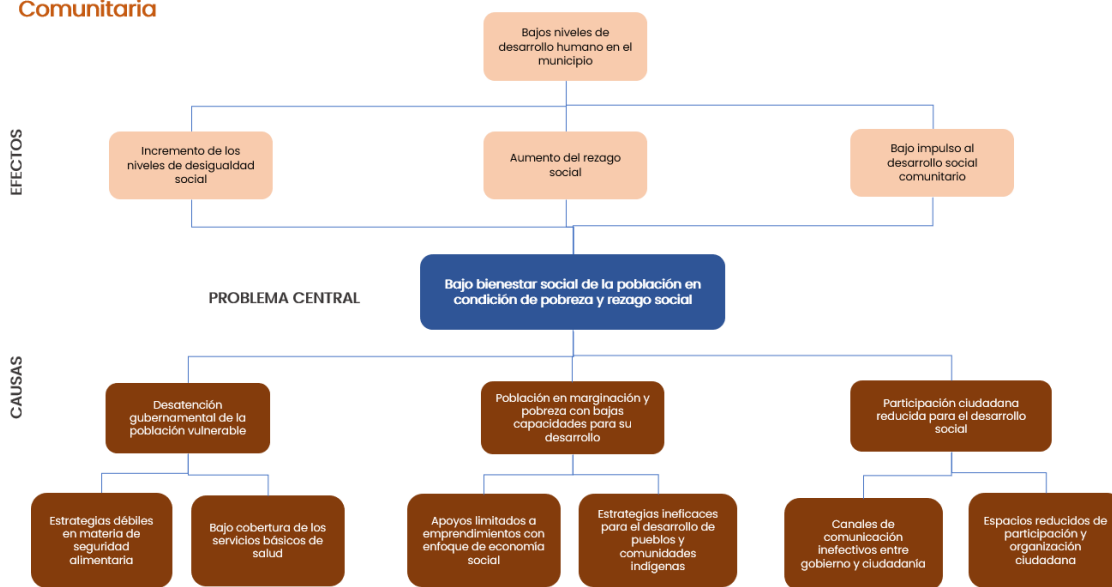 Comunitaria
Bajos niveles de
desarrollo humano en el
municipio
EFECTOS
Incremento de los
niveles de desigualdad
social
Aumento del rezago
social
Bajo impulso al
desarrollo social
comunitario
PROBLEMA CENTRAL
Bajo bienestar social de la población en
condición de pobreza y rezago social
CAUSAS
Desatención
gubernamental de la
población vulnerable
Población en marginación y
pobreza con bajas
capacidades para su
desarrollo
Participación ciudadana
reducida para el desarrollo
social
Estrategias débiles
en materia de
seguridad
alimentaria
Bajo cobertura de los
servicios básicos de
salud
Apoyos limitados a
emprendimientos con
enfoque de economía
social
Estrategias ineficaces
para el desarrollo de
pueblos y
comunidades
indígenas
Canales de
comunicación
inefectivos entre
gobierno y ciudadanía
Espacios reducidos de
participación y
organización
ciudadana